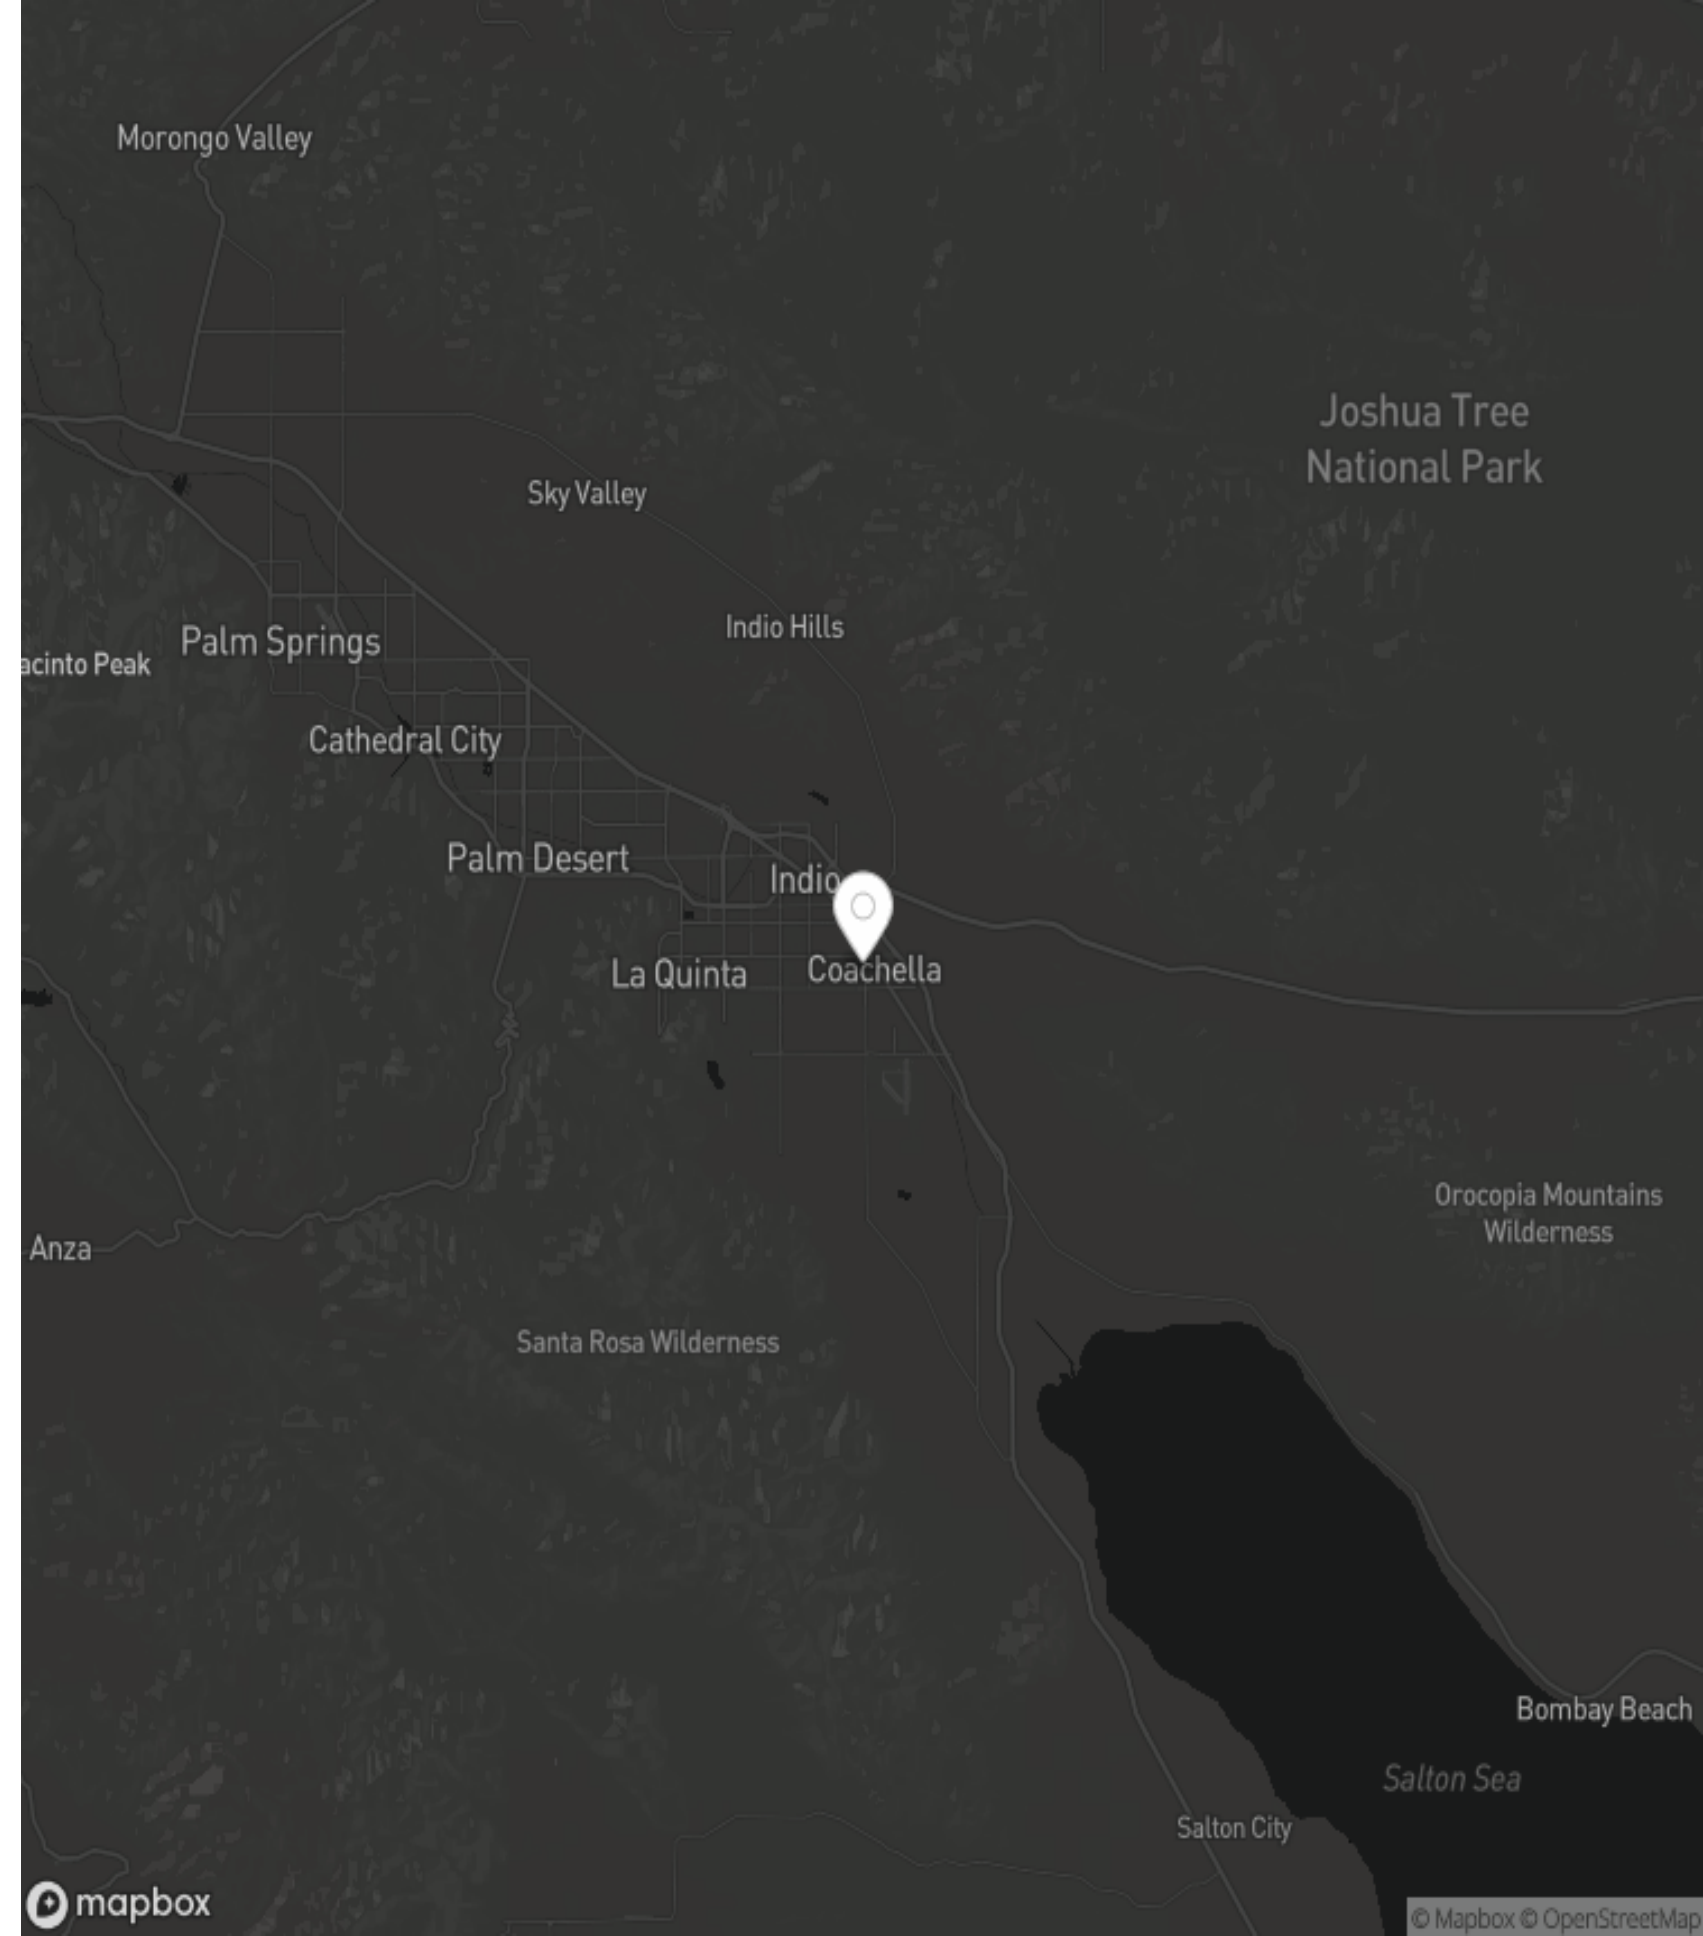 Morongo Valley
Joshua Tree
National Park
Sky Valley
Indio Hills
Palm Springs
acinto Peak
Cathedral City
Palm Desert
Indio
La Quinta
Coachella
Orocopia Mountains
Wilderness
Anza
Santa Rosa Wilderness
Bombay Beach
Salton Sea
Salton City
mapbox
© Mapbox © OpenStreetMap